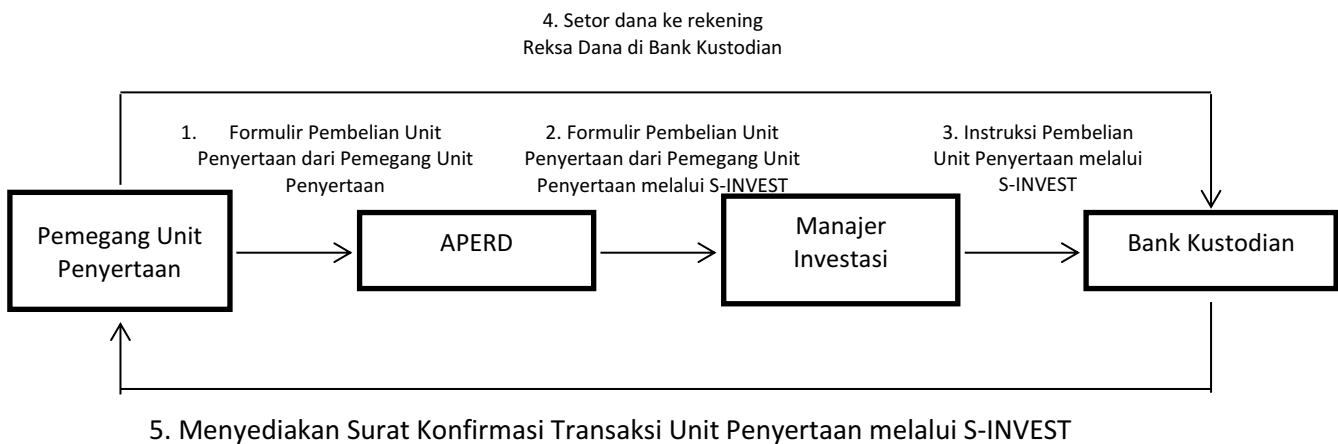 4. Setor dana ke rekening
Reksa Dana di Bank Kustodian
1. Formulir Pembelian Unit
Penyertaan dari Pemegang Unit
Penyertaan
2. Formulir Pembelian Unit
Penyertaan dari Pemegang Unit
Penyertaan melalui S-INVEST
3. Instruksi Pembelian
Unit Penyertaan melalui
S-INVEST
Pemegang Unit
Penyertaan
APERD
Manajer
Investasi
Bank Kustodian
5. Menyediakan Surat Konfirmasi Transaksi Unit Penyertaan melalui S-INVEST